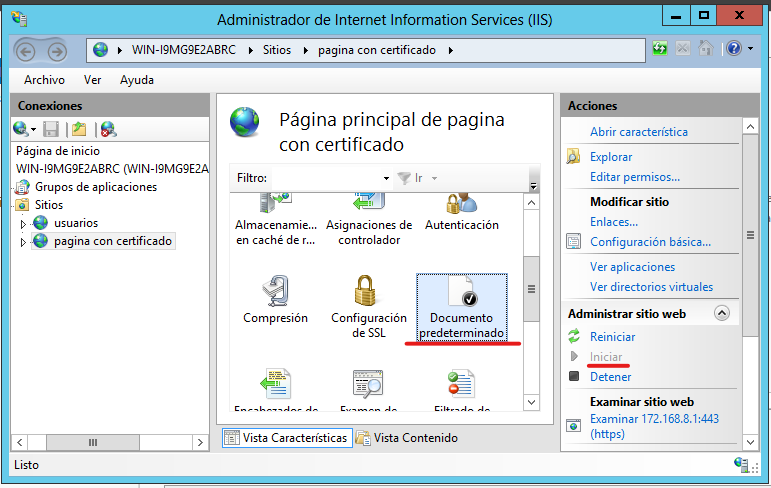 Administrador de Internet Information Services (IIS)
WIN-I9MG9E2ABRC
Sitios
pagina con certificado
Archivo
Ver
Ayuda
Conexiones
Página de inicio
WIN-I9MG9E2ABRC (WIN-I9MG9E2A
Grupos de aplicaciones
Sitios
usuarios
pagina con certificado
Página principal de pagina
con certificado
Filtro:
Ir
Almacenamie...
en caché de r...
Asignaciones de
controlador
Autenticación
Compresión
Configuración
de SSL
Documento
predeterminado
Encabezados de
Examen de
Filtrado de
Vista Características
Vista Contenido
Acciones
Abrir característica
Explorar
Editar permisos...
Modificar sitio
Enlaces...
Configuración básica...
Ver aplicaciones
Ver directorios virtuales
Administrar sitio web
Reiniciar
Iniciar
Detener
Examinar sitio web
Examinar 172.168.8.1:443
(https)
Listo